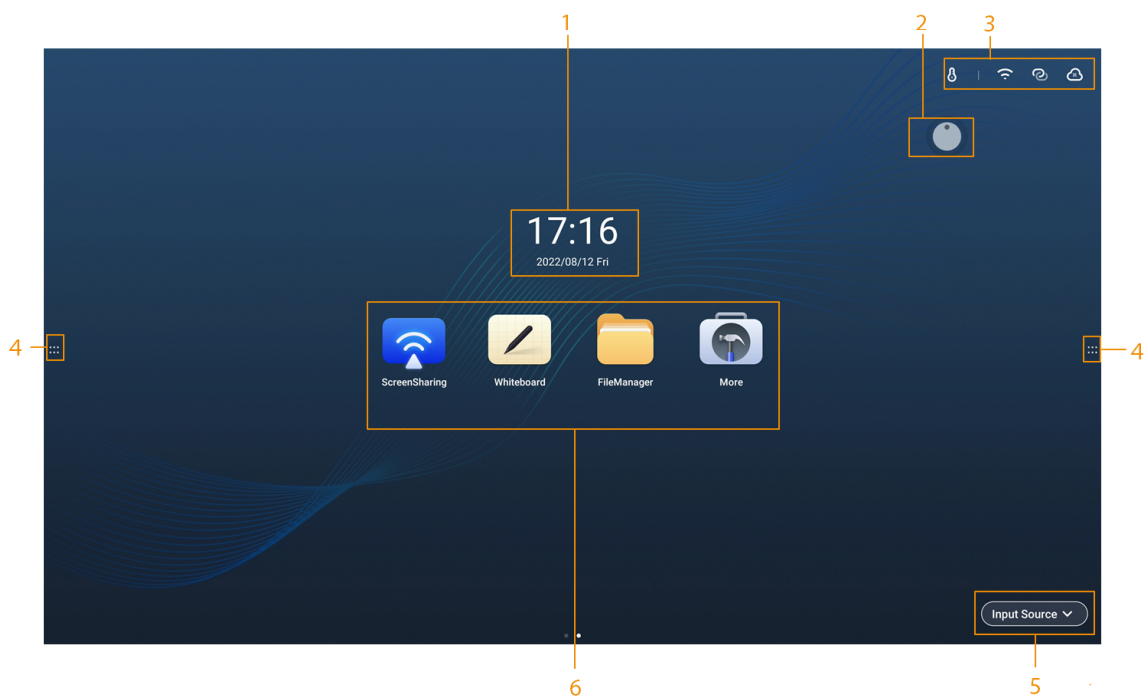 1
2
3
17:16
2022/08/12 Fri
4
4
ScreenSharing
Whiteboard
FileManager
More
Input Source
6
5